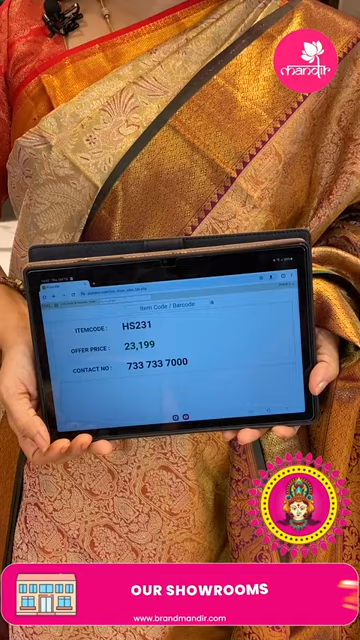 mandir
Item Code / Barcode
ITEMCODE : HS231
OFFER PRICE : 23,199
CONTACT NO : 733 733 7000
OUR SHOWROOMS
www.brandmandir.com